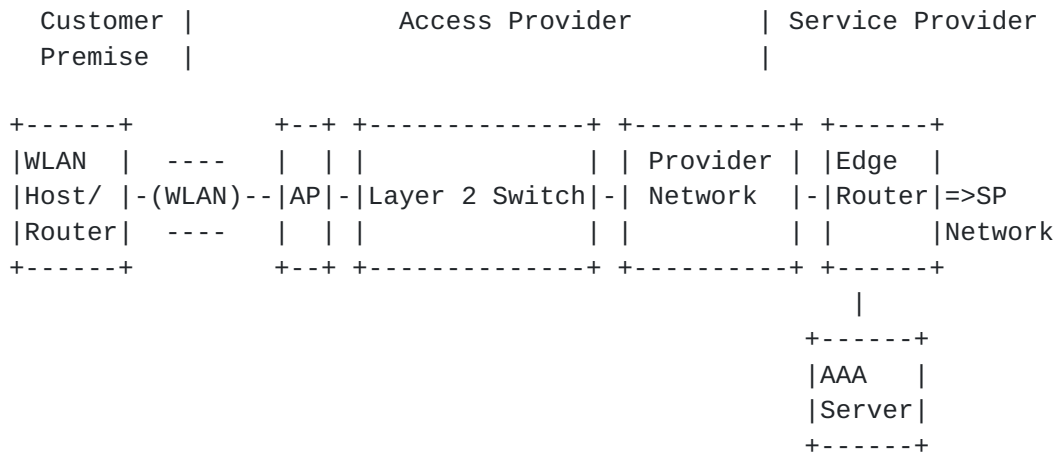 Customer |             Access Provider        | Service Provider
Premise  |                                    |
+------+         +--+ +--------------+ +----------+ +------+
|WLAN  |  ----   |  | |              | | Provider | |Edge  |
|Host/ |-(WLAN)--|AP|-|Layer 2 Switch|-| Network  |-|Router|=>SP
|Router|  ----   |  | |              | |          | |      |Network
+------+         +--+ +--------------+ +----------+ +------+
|
+------+
|AAA   |
|Server|
+------+